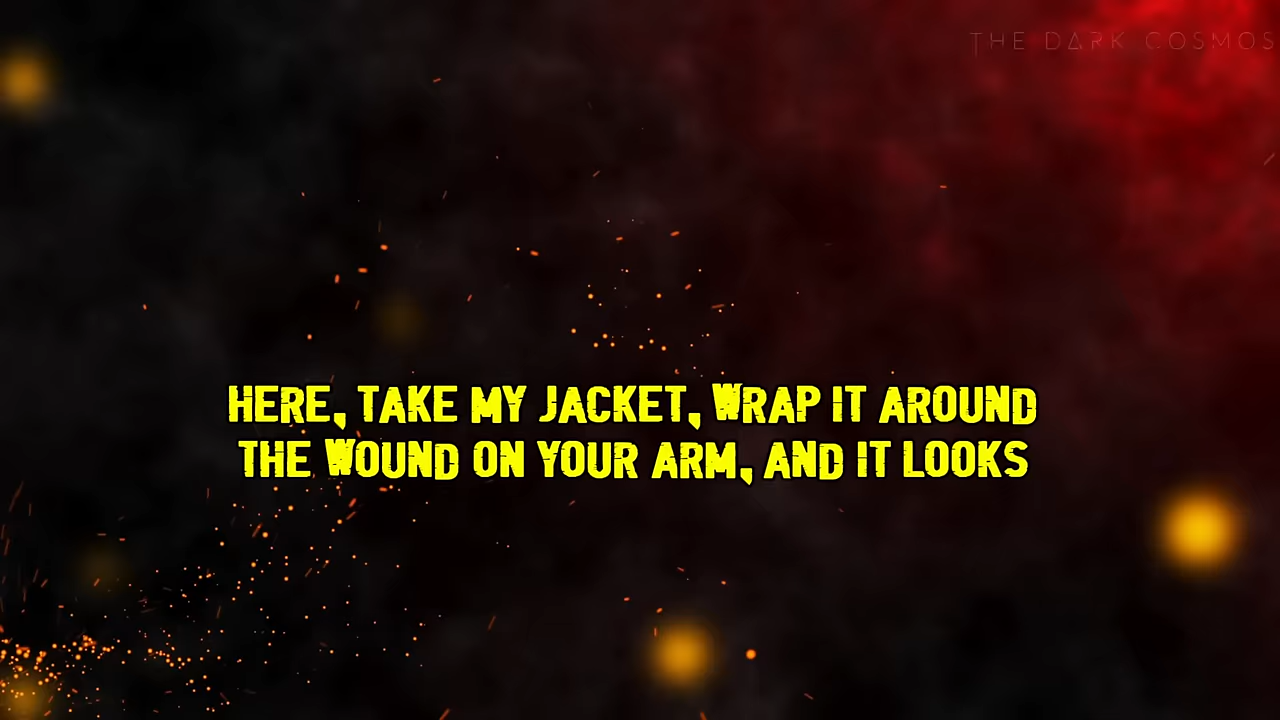 THE DARK COSMOS
HERE, TAKE MY JACKET, WRAP IT AROUND
THE WOUND ON YOUR ARM, AND IT LOOKS